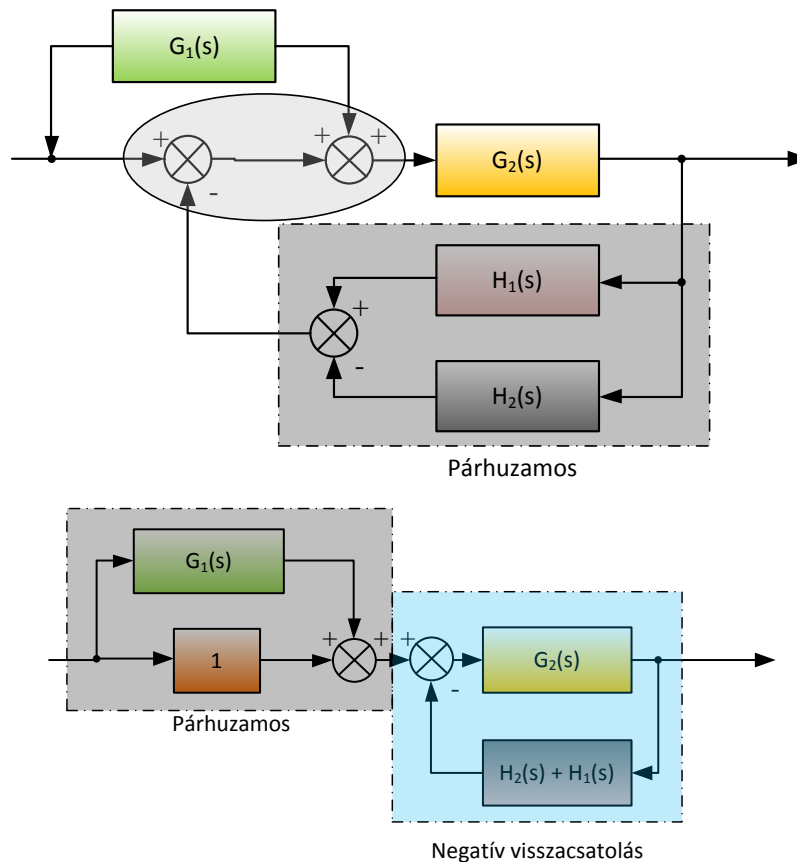 G₁(s)
+
+
+
-
G₂(s)
H₁(s)
+
-
H₂(s)
Párhuzamos
G₁(s)
+
+
+
1
-
G₂(s)
Párhuzamos
H₂(s) + H₁(s)
Negatív visszacsatolás